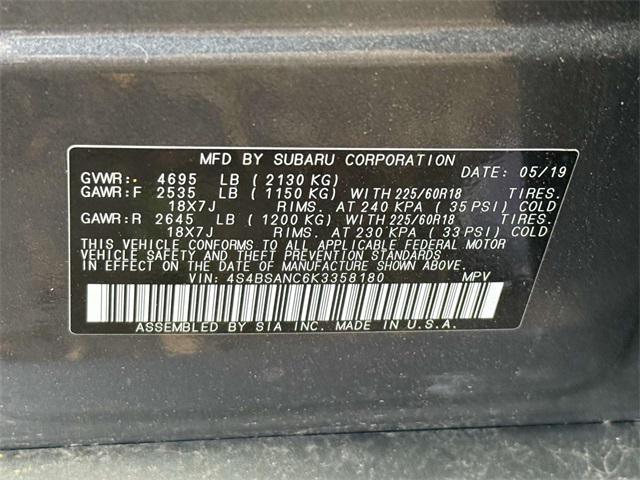 MFD BY SUBARU CORPORATION DATE: 05/19
GVWR: 4695 LB (2130 KG)
GAWR:F 2535 LB (1150 KG) WITH 225/60R18 TIRES.
18X7J RIMS. AT 240 KPA (35 PSI) COLD
GAWR:R 2645 LB (1200 KG) WITH 225/60R18 TIRES.
18X7J RIMS. AT 230 KPA (33 PSI) COLD
THIS VEHICLE CONFORMS TO ALL APPLICABLE FEDERAL MOTOR
VEHICLE SAFETY STANDARDS IN EFFECT ON THE
DATE OF MANUFACTURE SHOWN ABOVE.
VIN: 4S4BSANC6K3358180 MPV
ASSEMBLED BY SIA INC. MADE IN U.S.A.